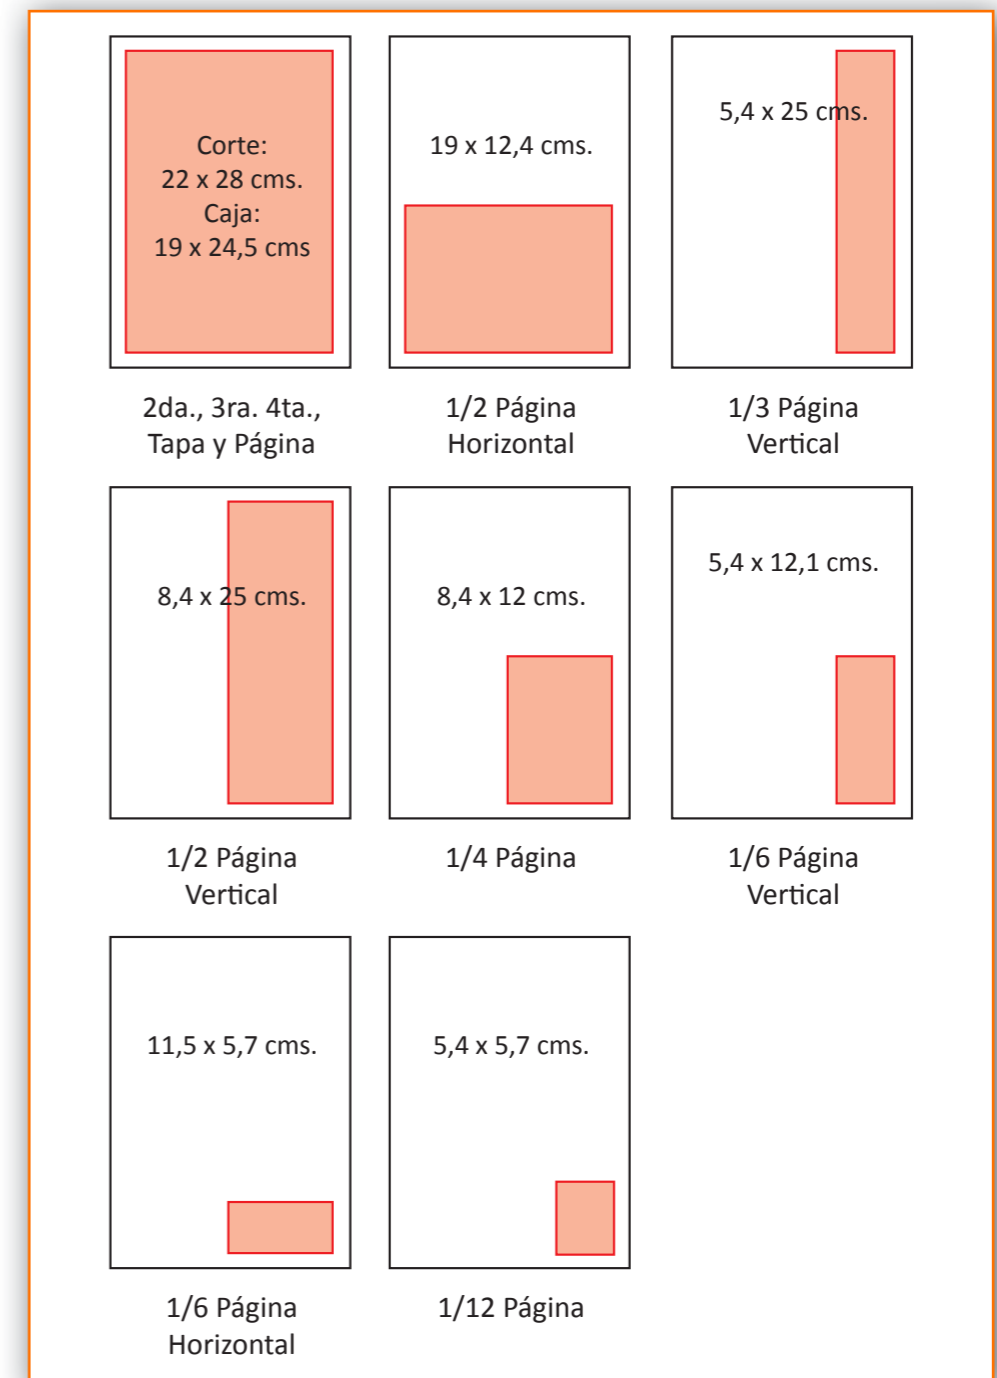 Corte:
22 x 28 cms.
Caja:
19 x 24,5 cms
2da., 3ra. 4ta.,
Tapa y Página
19 x 12,4 cms.
1/2 Página
Horizontal
5,4 x 25 cms.
1/3 Página
Vertical
8,4 x 25 cms.
1/2 Página
Vertical
8,4 x 12 cms.
1/4 Página
5,4 x 12,1 cms.
1/6 Página
Vertical
11,5 x 5,7 cms.
1/6 Página
Horizontal
5,4 x 5,7 cms.
1/12 Página